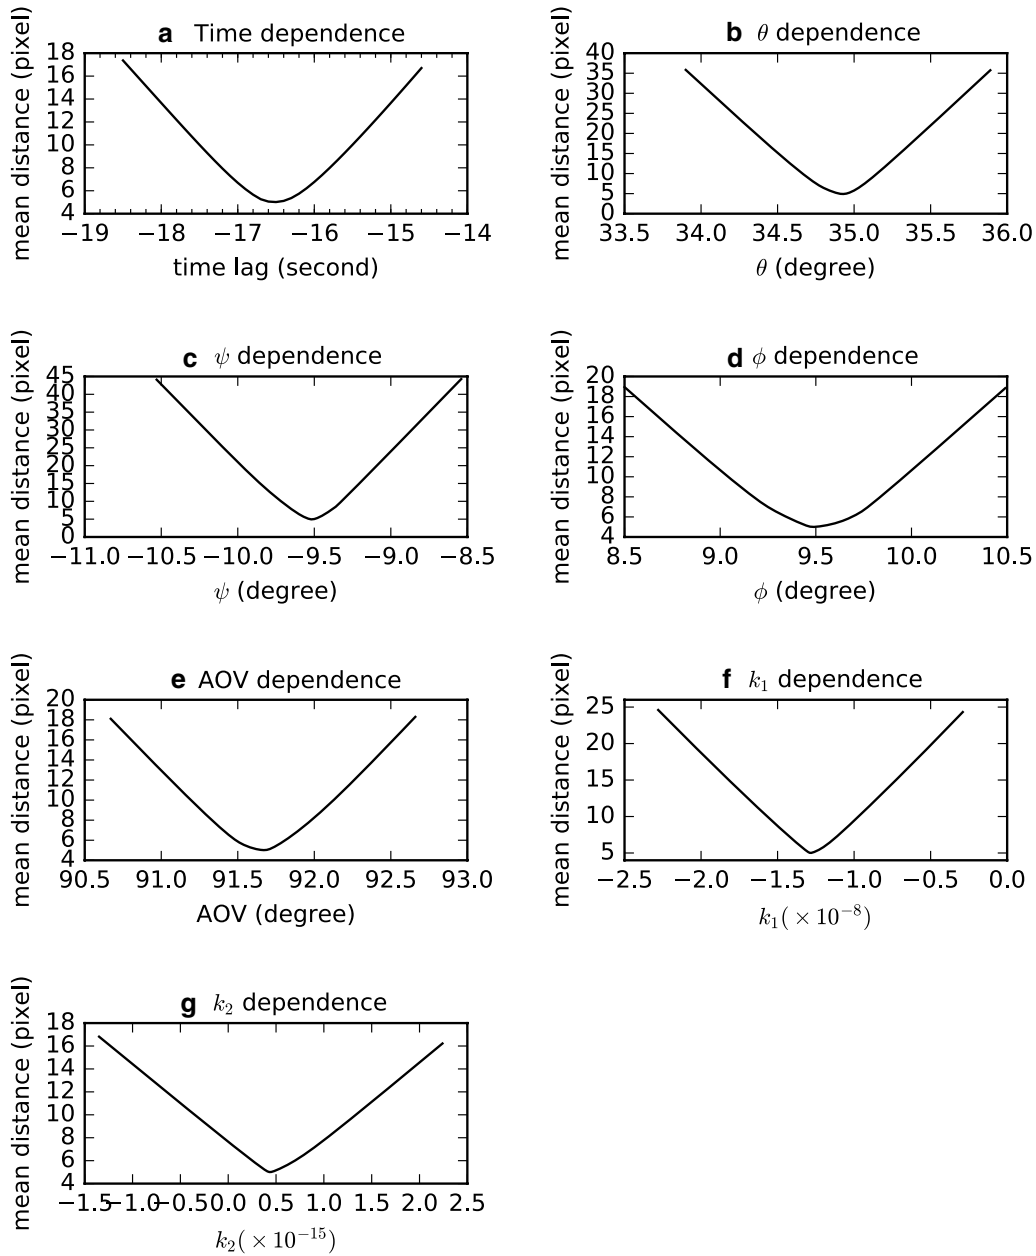 a Time dependence
mean distance (pixel)
18
16
14
12
10
8
6
4
−19 −18 −17 −16 −15 −14
time lag (second)
b θ dependence
mean distance (pixel)
40
35
30
25
20
15
10
5
0
33.5 34.0 34.5 35.0 35.5 36.0
θ (degree)
c ψ dependence
mean distance (pixel)
45
40
35
30
25
20
15
10
5
0
−11.0 −10.5 −10.0 −9.5 −9.0 −8.5
ψ (degree)
d ϕ dependence
mean distance (pixel)
20
18
16
14
12
10
8
6
4
8.5 9.0 9.5 10.0 10.5
ϕ (degree)
e AOV dependence
mean distance (pixel)
20
18
16
14
12
10
8
6
4
90.5 91.0 91.5 92.0 92.5 93.0
AOV (degree)
f k₁ dependence
mean distance (pixel)
25
20
15
10
5
−2.5 −2.0 −1.5 −1.0 −0.5 0.0
k₁(×10⁻⁸)
g k₂ dependence
mean distance (pixel)
18
16
14
12
10
8
6
4
−1.5 −1.0 −0.5 0.0 0.5 1.0 1.5 2.0 2.5
k₂(×10⁻¹⁵)